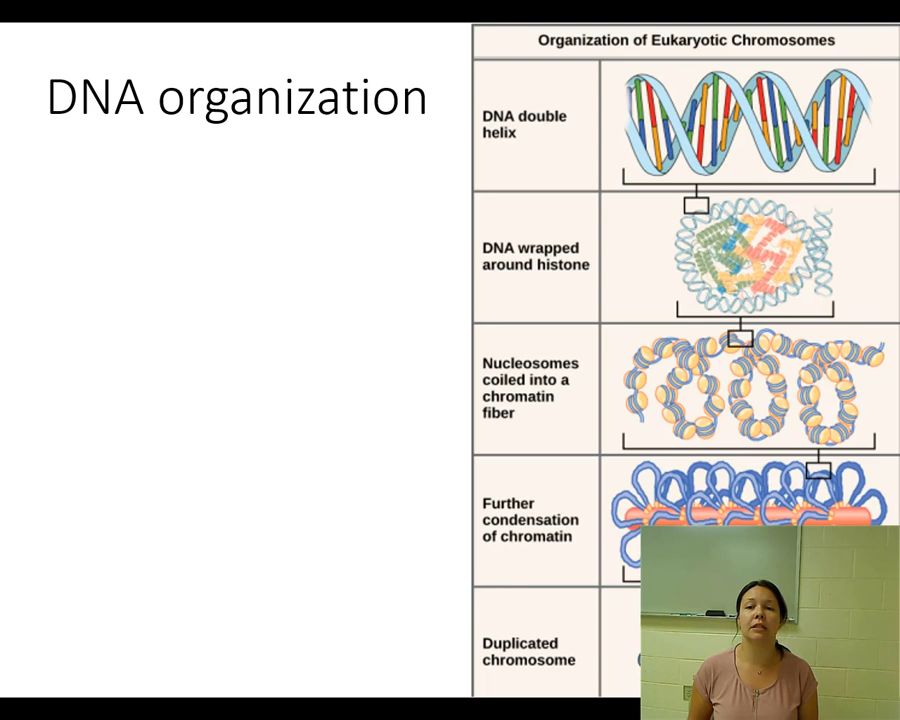 DNA organization
Organization of Eukaryotic Chromosomes
DNA double
helix
DNA wrapped
around histone
Nucleosomes
coiled into a
chromatin
fiber
Further
condensation
of chromatin
Duplicated
chromosome